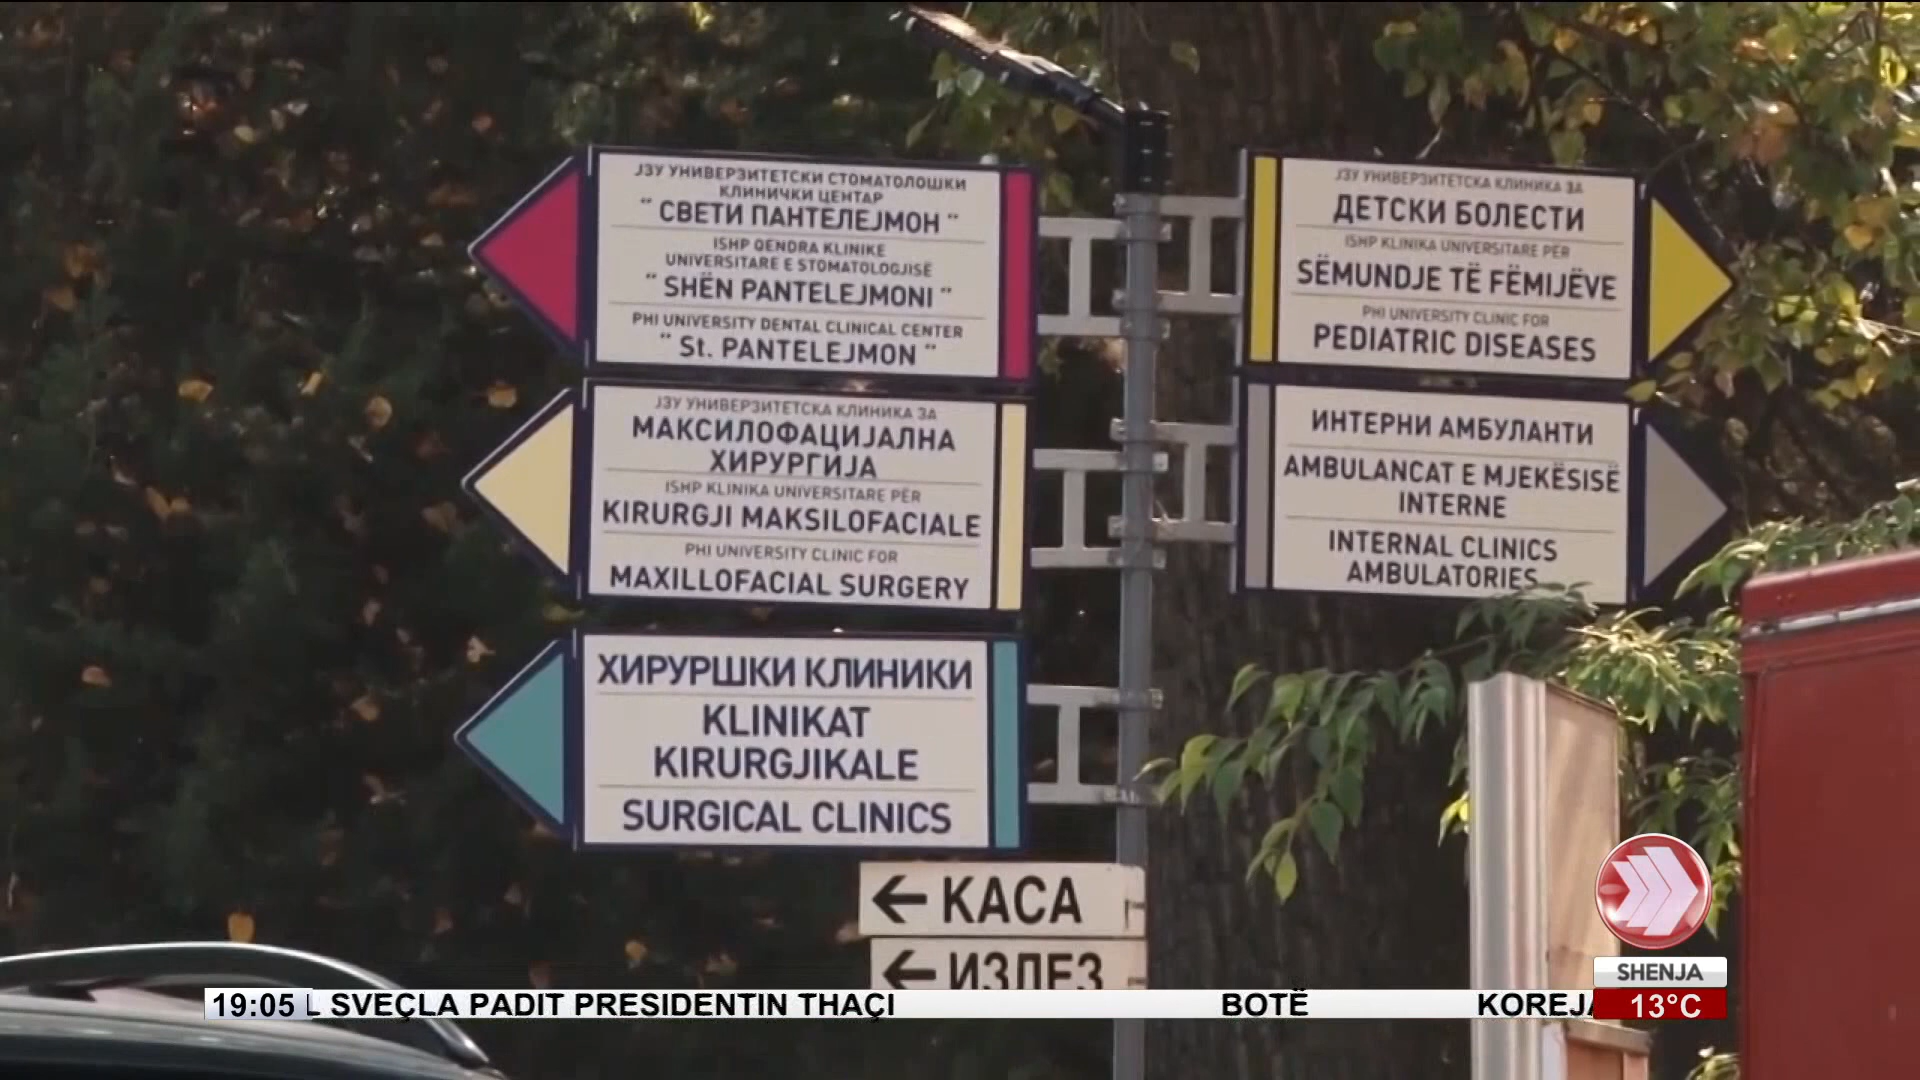 ЈЗУ УНИВЕРЗИТЕТСКИ СТОМАТОЛОШКИ
КЛИНИЧКИ ЦЕНТАР
“ СВЕТИ ПАНТЕЛЕЈМОН “
ISHP QENDRA KLINIKE
UNIVERSITARE E STOMATOLOGJISË
“ SHËN PANTELEJMONI “
PHI UNIVERSITY DENTAL CLINICAL CENTER
“ St. PANTELEJMON “
ЈЗУ УНИВЕРЗИТЕТСКА КЛИНИКА ЗА
МАКСИЛОФАЦИЈАЛНА
ХИРУРГИЈА
ISHP KLINIKA UNIVERSITARE PËR
KIRURGJI MAKSILOFACIALE
PHI UNIVERSITY CLINIC FOR
MAXILLOFACIAL SURGERY
ХИРУРШКИ КЛИНИКИ
KLINIKAT
KIRURGJIKALE
SURGICAL CLINICS
ЈЗУ УНИВЕРЗИТЕТСКА КЛИНИКА ЗА
ДЕТСКИ БОЛЕСТИ
ISHP KLINIKA UNIVERSITARE PËR
SËMUNDJE TË FËMIJËVE
PHI UNIVERSITY CLINIC FOR
PEDIATRIC DISEASES
ИНТЕРНИ АМБУЛАНТИ
AMBULANCAT E MJEKËSISË
INTERNE
INTERNAL CLINICS
AMBULATORIES
← КАСА
← ИЗЛЕЗ
SHENJA
19:05 L SVEÇLA PADIT PRESIDENTIN THAÇI BOTË KOREJA 13°C